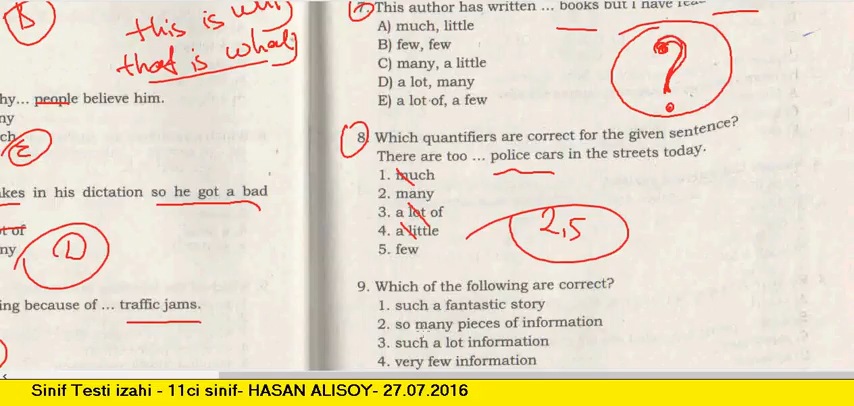 B
this is why
that is what
hy... people believe him.
ny
ch
E
akes in his dictation so he got a bad
ot of
ny
D
ing because of ... traffic jams.
7. This author has written ... books but I have
A) much, little
B) few, few
C) many, a little
D) a lot, many
E) a lot of, a few
?
8. Which quantifiers are correct for the given sentence?
There are too ... police cars in the streets today.
1. much
2. many
3. a lot of
4. a little
5. few
2,5
9. Which of the following are correct?
1. such a fantastic story
2. so many pieces of information
3. such a lot information
4. very few information
Sinif Testi izahi - 11ci sinif- HASAN ALISOY- 27.07.2016